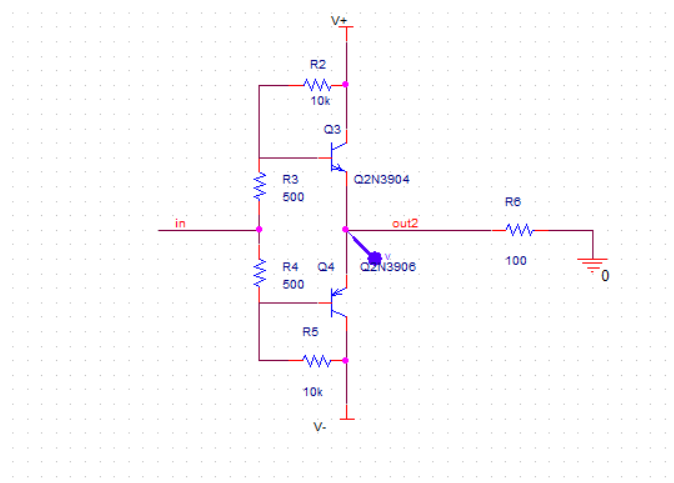 V+
R2
10k
Q3
R3
Q2N3904
500
R6
in
out2
V
R4
Q4
Q2N3906
100
500
0
R5
10k
V-